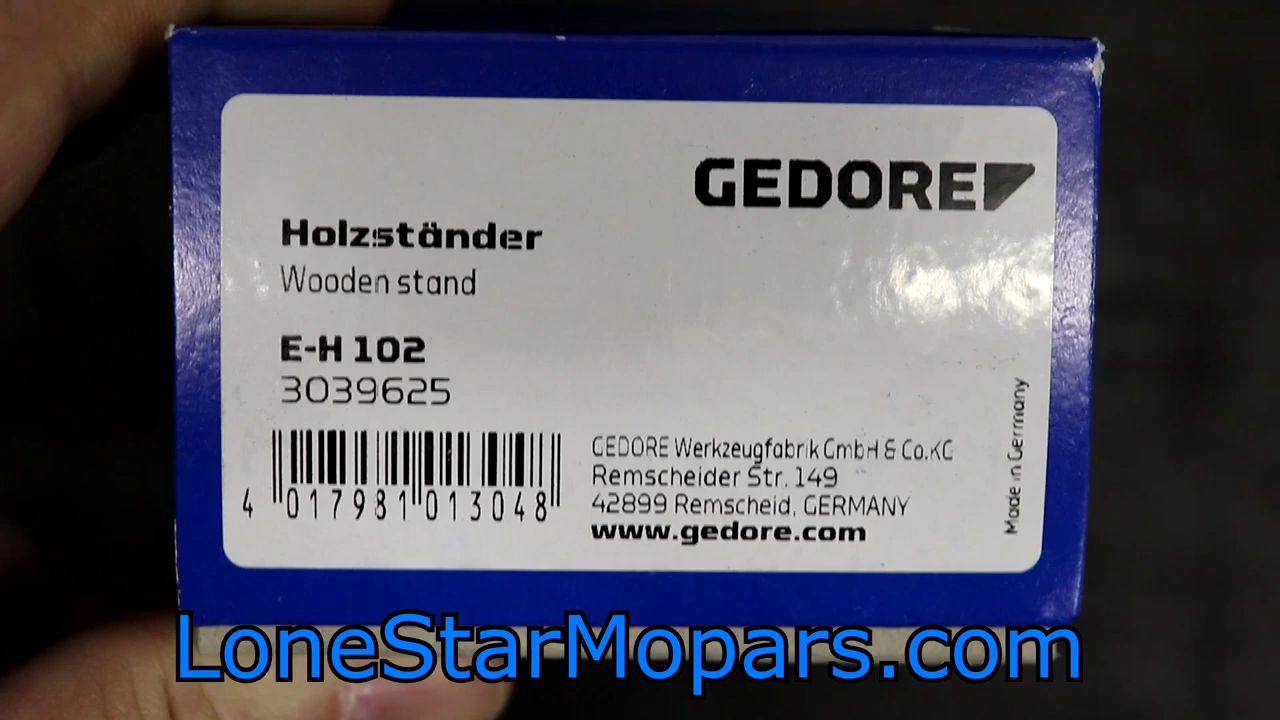 GEDORE
Holzständer
Wooden stand
E-H 102
3039625
4 017981 013048
GEDORE Werkzeugfabrik GmbH & Co.KG
Remscheider Str. 149
42899 Remscheid, GERMANY
www.gedore.com
Made in Germany
LoneStarMopars.com